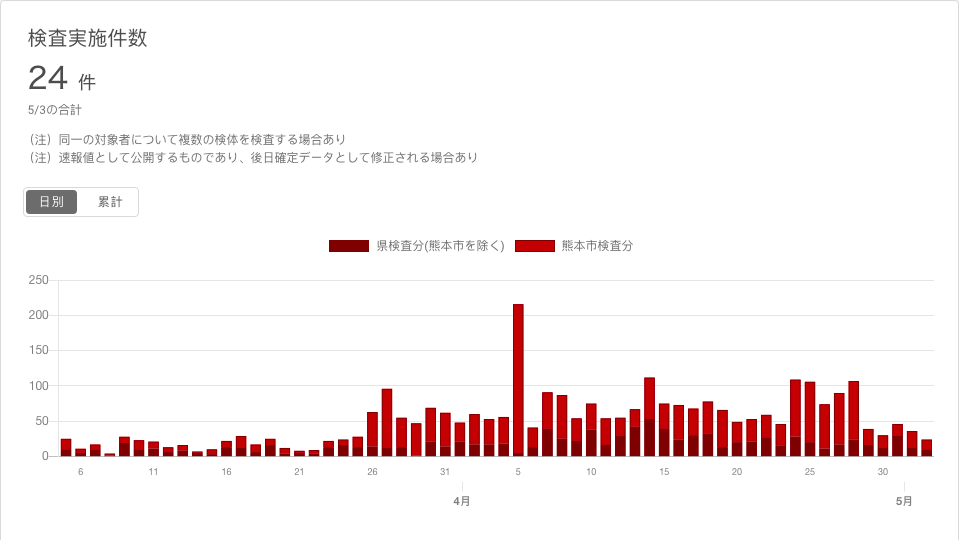 検査実施件数
24 件
5/3の合計
（注）同一の対象者について複数の検体を検査する場合あり
（注）速報値として公開するものであり、後日確定データとして修正される場合あり
日別 累計
県検査分(熊本市を除く) 熊本市検査分
250
200
150
100
50
0
6 11 16 21 26 31 5 10 15 20 25 30
4月 5月